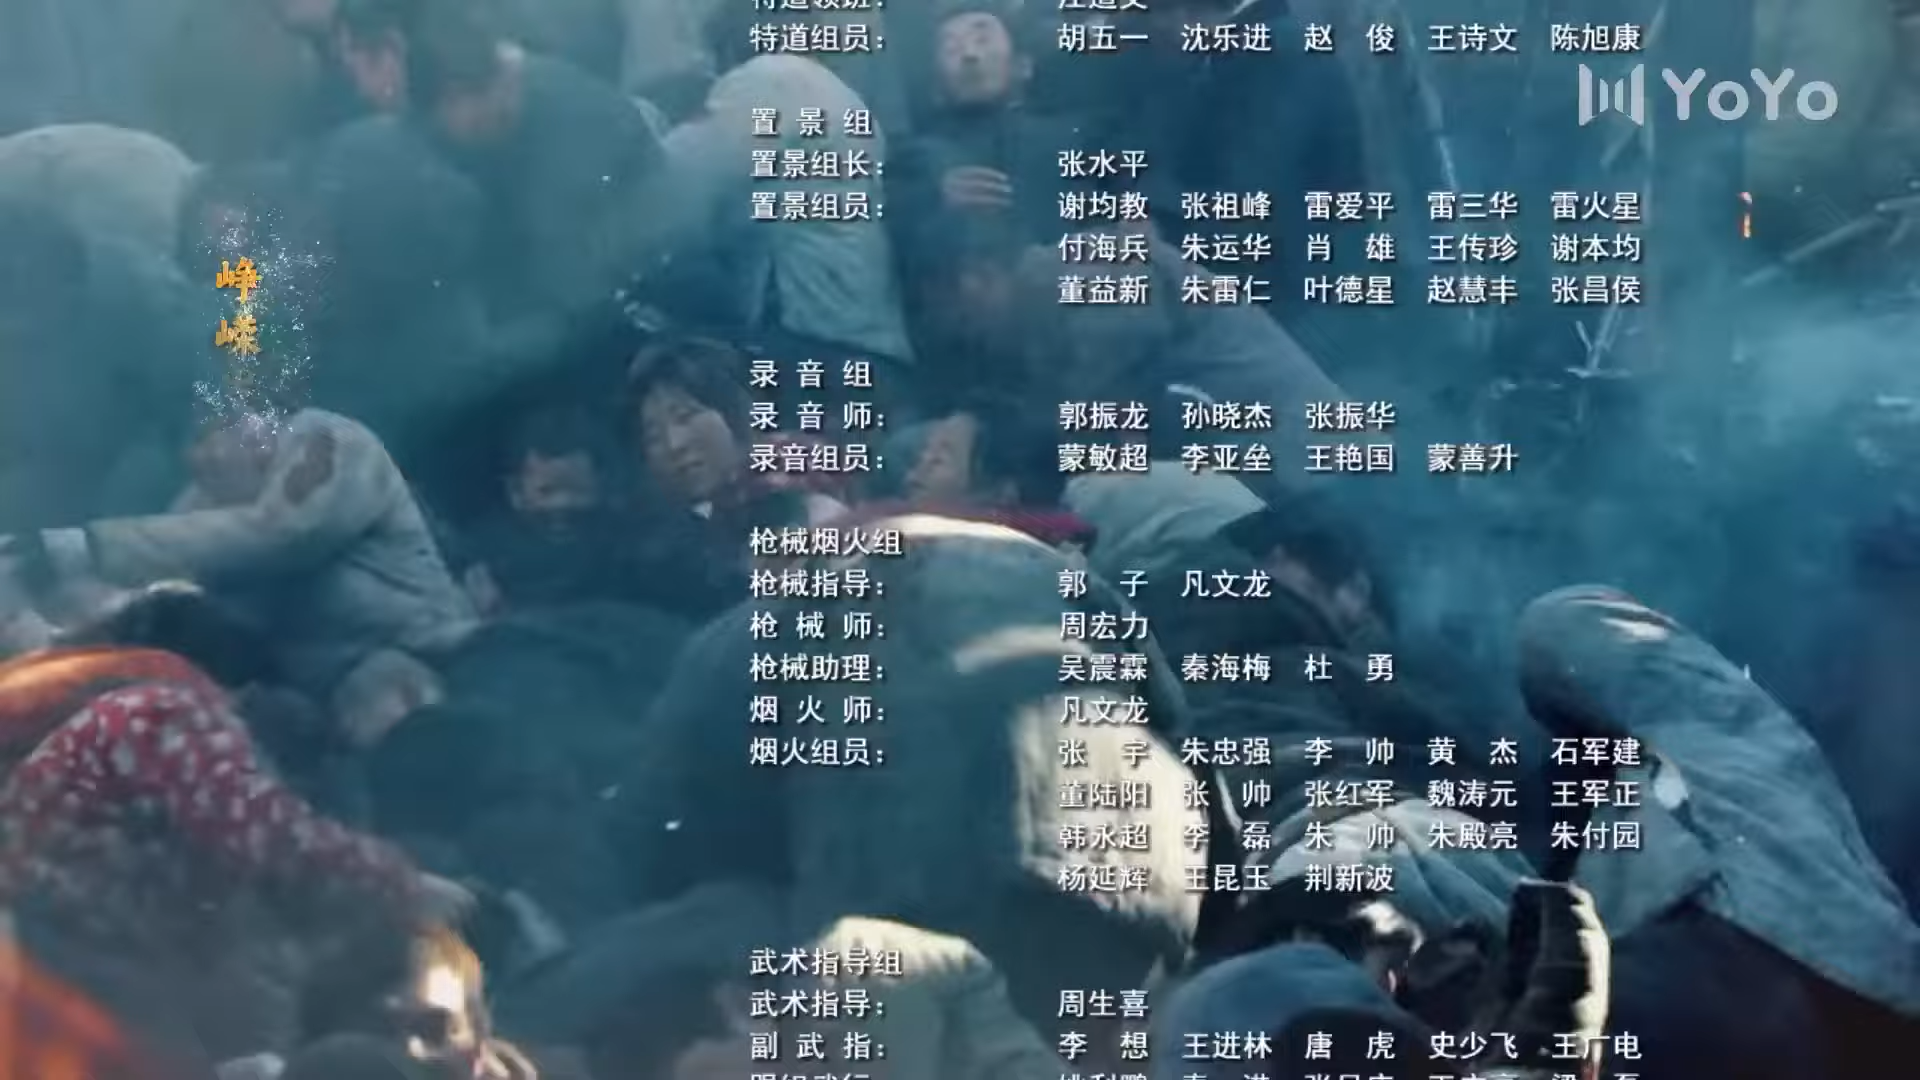 特道组员: 胡五一 沈乐进 赵 俊 王诗文 陈旭康
YoYo
置 景 组
置景组长: 张水平
置景组员: 谢均教 张祖峰 雷爱平 雷三华 雷火星
付海兵 朱运华 肖 雄 王传珍 谢本均
董益新 朱雷仁 叶德星 赵慧丰 张昌侯
峥
嵘
录 音 组
录 音 师: 郭振龙 孙晓杰 张振华
录音组员: 蒙敏超 李亚垒 王艳国 蒙善升
枪械烟火组
枪械指导: 郭 子 凡文龙
枪 械 师: 周宏力
枪械助理: 吴震霖 秦海梅 杜 勇
烟 火 师: 凡文龙
烟火组员: 张 宇 朱忠强 李 帅 黄 杰 石军建
董陆阳 张 帅 张红军 魏涛元 王军正
韩永超 李 磊 朱 帅 朱殿亮 朱付园
杨延辉 王昆玉 荆新波
武术指导组
武术指导: 周生喜
副 武 指: 李 想 王进林 唐 虎 史少飞 王广电